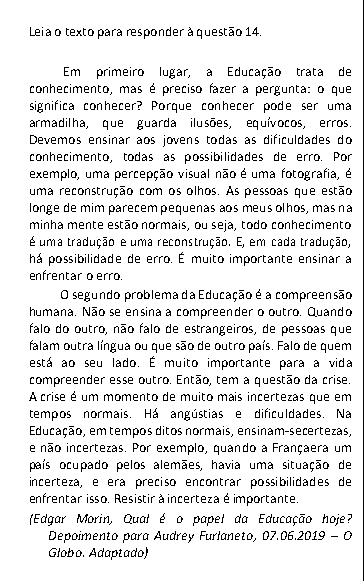 Leia o texto para responder à questão 14.
Em primeiro lugar, a Educação trata de
conhecimento, mas é preciso fazer a pergunta: o que
significa conhecer? Porque conhecer pode ser uma
armadilha, que guarda ilusões, equívocos, erros.
Devemos ensinar aos jovens todas as dificuldades do
conhecimento, todas as possibilidades de erro. Por
exemplo, uma percepção visual não é uma fotografia, é
uma reconstrução com os olhos. As pessoas que estão
longe de mim parecem pequenas aos meus olhos, mas na
minha mente estão normais, ou seja, todo conhecimento
é uma tradução e uma reconstrução. E, em cada tradução,
há possibilidade de erro. É muito importante ensinar a
enfrentar o erro.
O segundo problema da Educação é a compreensão
humana. Não se ensina a compreender o outro. Quando
falo do outro, não falo de estrangeiros, de pessoas que
falam outra língua ou que são de outro país. Falo de quem
está ao seu lado. É muito importante para a vida
compreender esse outro. Então, tem a questão da crise.
A crise é um momento de muito mais incertezas que em
tempos normais. Há angústias e dificuldades. Na
Educação, em tempos ditos normais, ensinam-secertezas,
e não incertezas. Por exemplo, quando a Françaera um
país ocupado pelos alemães, havia uma situação de
incerteza, e era preciso encontrar possibilidades de
enfrentar isso. Resistir à incerteza é importante.
(Edgar Morin, Qual é o papel da Educação hoje?
Depoimento para Audrey Furlaneto, 07.06.2019 – O
Globo. Adaptado)